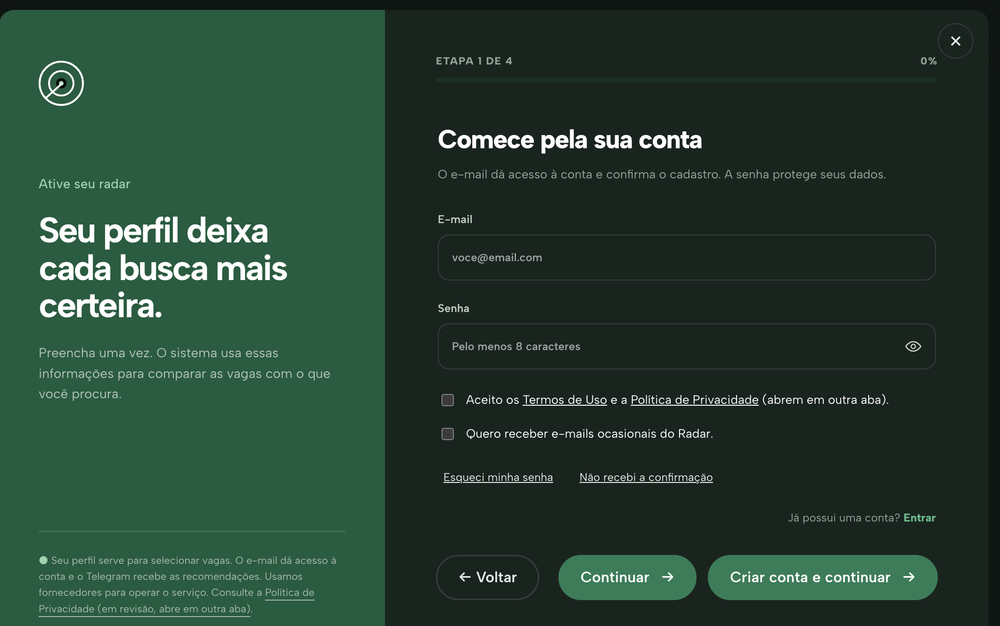 Ative seu radar
Seu perfil deixa
cada busca mais
certeira.
Preencha uma vez. O sistema usa essas
informações para comparar as vagas com o que
você procura.
Seu perfil serve para selecionar vagas. O e-mail dá acesso à
conta e o Telegram recebe as recomendações. Usamos
fornecedores para operar o serviço. Consulte a Política de
Privacidade (em revisão, abre em outra aba).
ETAPA 1 DE 4
0%
Comece pela sua conta
O e-mail dá acesso à conta e confirma o cadastro. A senha protege seus dados.
E-mail
voce@email.com
Senha
Pelo menos 8 caracteres
Aceito os Termos de Uso e a Política de Privacidade (abrem em outra aba).
Quero receber e-mails ocasionais do Radar.
Esqueci minha senha
Não recebi a confirmação
Já possui uma conta? Entrar
← Voltar
Continuar →
Criar conta e continuar →